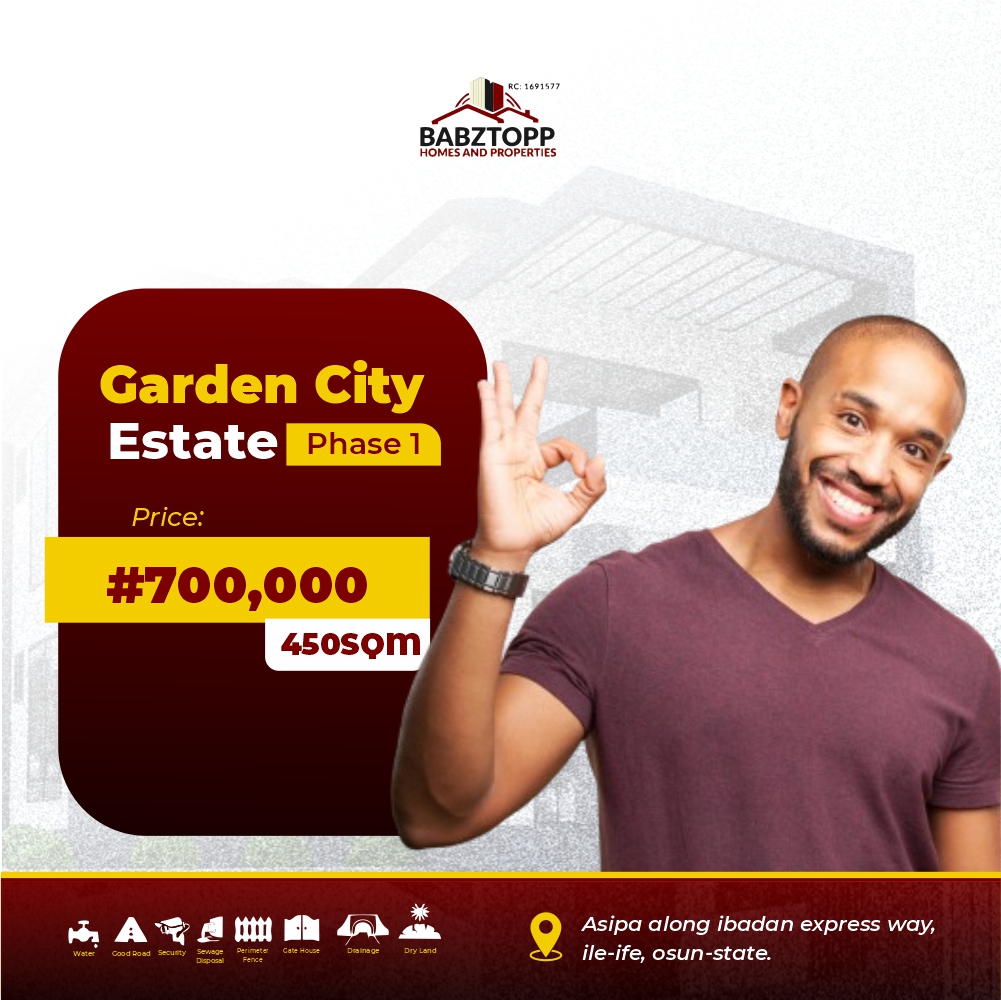 RC: 1691577
BABZTOPP
HOMES AND PROPERTIES
Garden City
Estate Phase 1
Price:
#700,000
450sqm
Water
Good Road
Security
Sewage
Disposal
Perimeter
Fence
Gate House
Drainage
Dry Land
Asipa along ibadan express way,
ile-ife, osun-state.